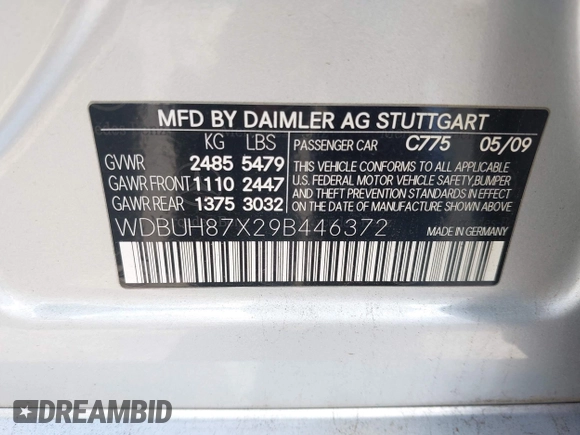 MFD BY DAIMLER AG STUTTGART
KG LBS PASSENGER CAR C775 05/09
GVWR 2485 5479
GAWR FRONT 1110 2447
GAWR REAR 1375 3032
THIS VEHICLE CONFORMS TO ALL APPLICABLE
U.S. FEDERAL MOTOR VEHICLE SAFETY, BUMPER
AND THEFT PREVENTION STANDARDS IN EFFECT
ON THE DATE OF MANUFACTURE SHOWN ABOVE
WDBUH87X29B446372 MADE IN GERMANY
DREAMBID